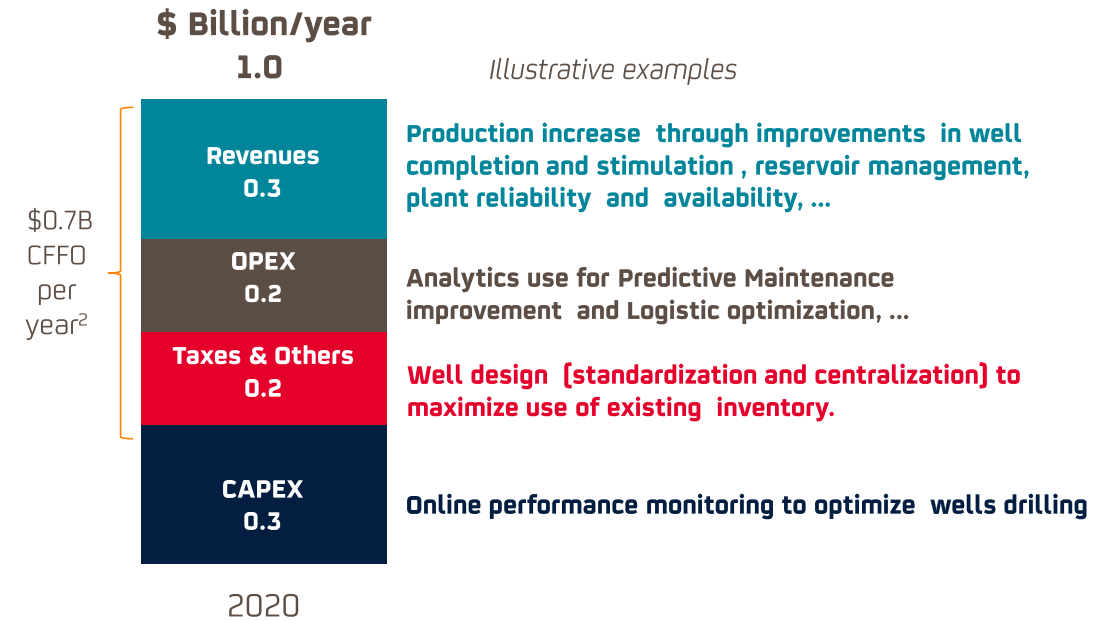 $ Billion/year
1.0
Illustrative examples
Revenues
0.3
Production increase through improvements in well
completion and stimulation , reservoir management,
plant reliability and availability, ...
$0.7B
CFFO
per
year²
OPEX
0.2
Analytics use for Predictive Maintenance
improvement and Logistic optimization, ...
Taxes & Others
0.2
Well design (standardization and centralization) to
maximize use of existing inventory.
CAPEX
0.3
Online performance monitoring to optimize wells drilling
2020